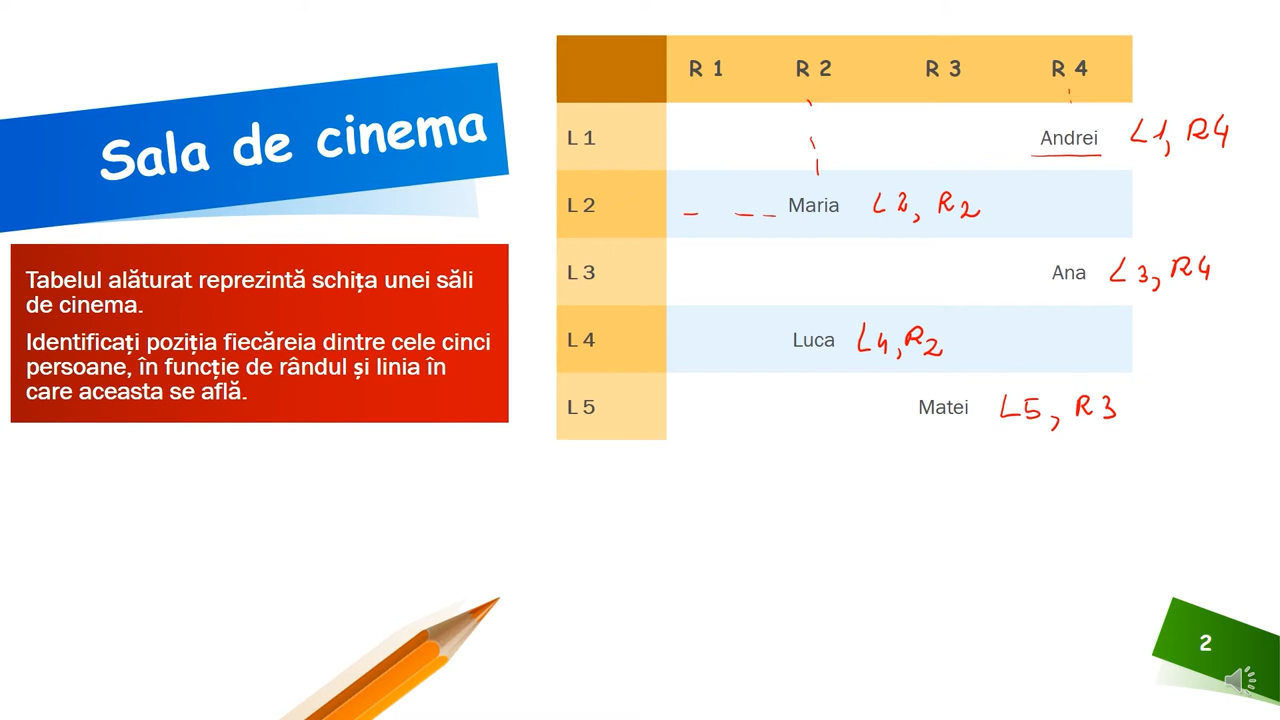 Sala de cinema
Tabelul alăturat reprezintă schița unei săli
de cinema.
Identificați poziția fiecăreia dintre cele cinci
persoane, în funcție de rândul și linia în
care aceasta se află.
R 1 R 2 R 3 R 4
L 1 Andrei L1, R4
L 2 Maria L2, R2
L 3 Ana L3, R4
L 4 Luca L4, R2
L 5 Matei L5, R3
2